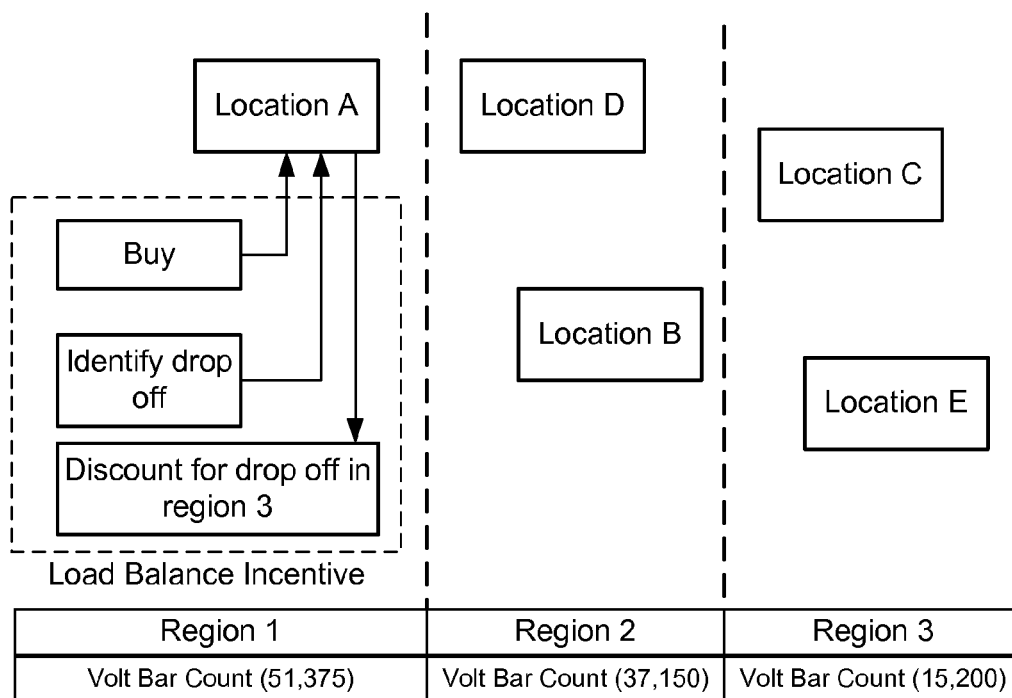 Location A
Location D
Location C
Buy
Location B
Identify drop
off
Location E
Discount for drop off in
region 3
Load Balance Incentive
Region 1
Region 2
Region 3
Volt Bar Count (51,375)
Volt Bar Count (37,150)
Volt Bar Count (15,200)